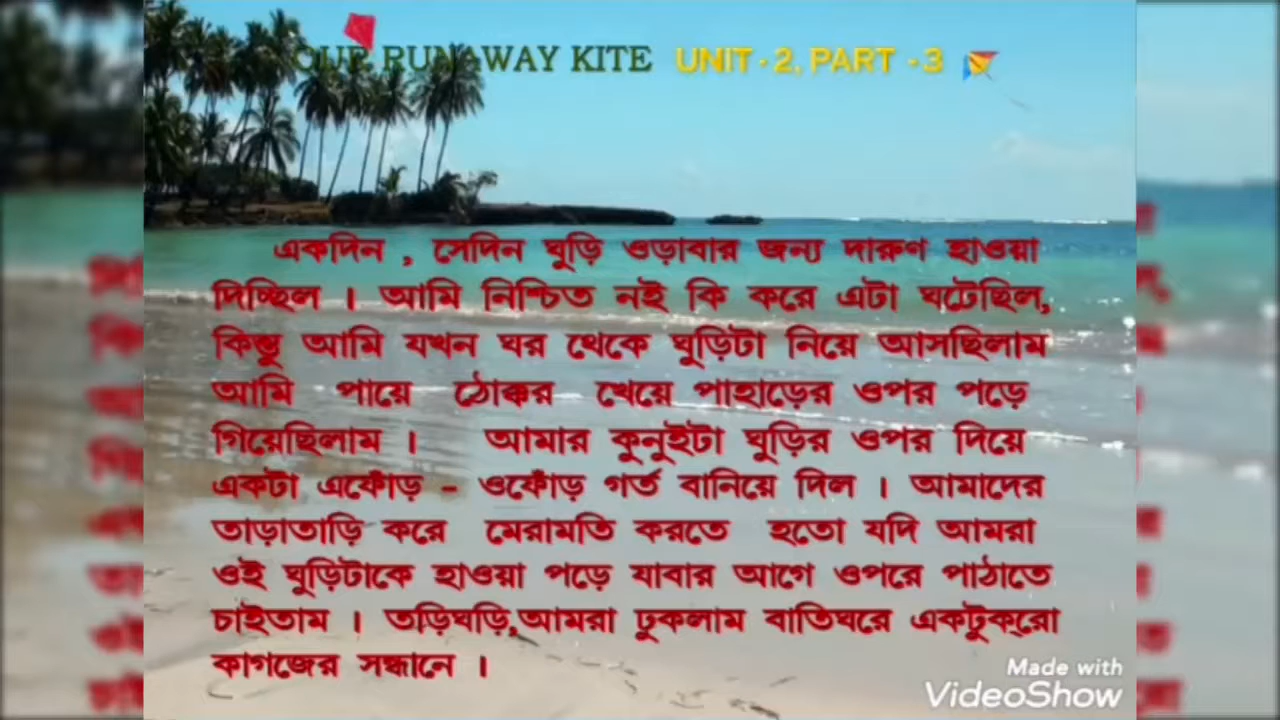 OUR RUNAWAY KITE UNIT - 2, PART - 3
একদিন , সেদিন ঘুড়ি ওড়াবার জন্য দারুণ হাওয়া
দিচ্ছিল । আমি নিশ্চিত নই কি করে এটা ঘটেছিল,
কিন্তু আমি যখন ঘর থেকে ঘুড়িটা নিয়ে আসছিলাম
আমি পায়ে ঠোক্কর খেয়ে পাহাড়ের ওপর পড়ে
গিয়েছিলাম । আমার কুনুইটা ঘুড়ির ওপর দিয়ে
একটা এফোঁড় - ওফোঁড় গর্ত বানিয়ে দিল । আমাদের
তাড়াতাড়ি করে মেরামতি করতে হতো যদি আমরা
ওই ঘুড়িটাকে হাওয়া পড়ে যাবার আগে ওপরে পাঠাতে
চাইতাম । তড়িঘড়ি,আমরা ঢুকলাম বাতিঘরে একটুক্‌রো
কাগজের সন্ধানে ।
Made with
VideoShow